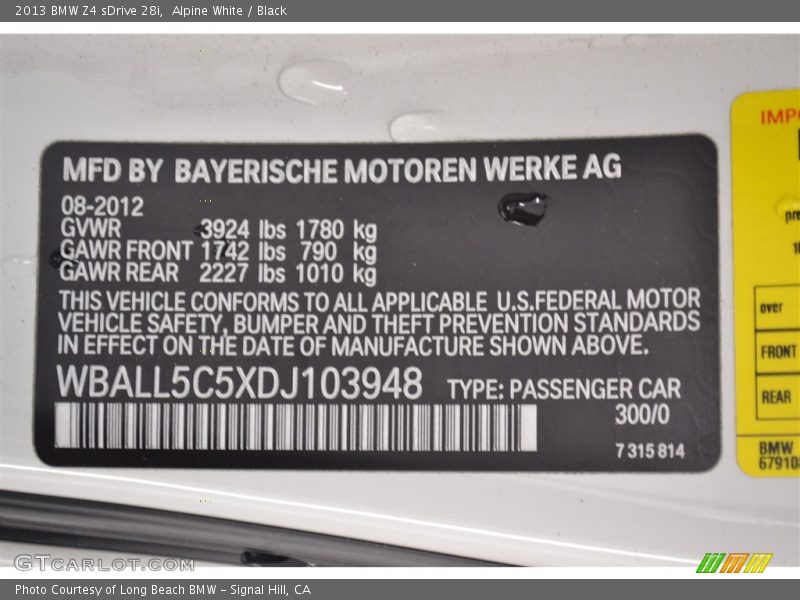 2013 BMW Z4 sDrive 28i, Alpine White / Black
MFD BY BAYERISCHE MOTOREN WERKE AG
08-2012
GVWR 3924 lbs 1780 kg
GAWR FRONT 1742 lbs 790 kg
GAWR REAR 2227 lbs 1010 kg
THIS VEHICLE CONFORMS TO ALL APPLICABLE U.S.FEDERAL MOTOR
VEHICLE SAFETY, BUMPER AND THEFT PREVENTION STANDARDS
IN EFFECT ON THE DATE OF MANUFACTURE SHOWN ABOVE.
WBALL5C5XDJ103948 TYPE: PASSENGER CAR
300/0
7 315 814
over
FRONT
REAR
BMW
GTCARLOT.COM
Photo Courtesy of Long Beach BMW - Signal Hill, CA